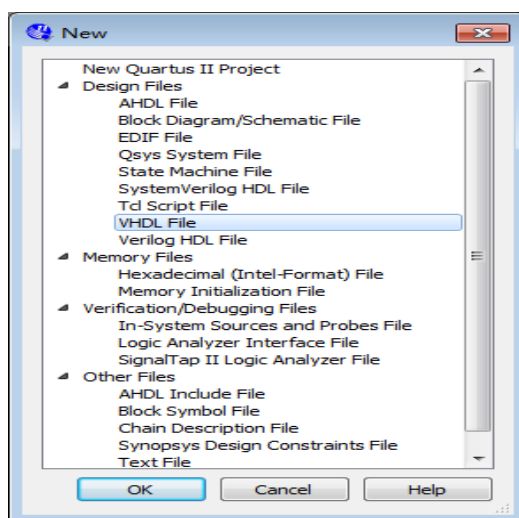 New
New Quartus II Project
Design Files
AHDL File
Block Diagram/Schematic File
EDIF File
Qsys System File
State Machine File
SystemVerilog HDL File
Tcl Script File
VHDL File
Verilog HDL File
Memory Files
Hexadecimal (Intel-Format) File
Memory Initialization File
Verification/Debugging Files
In-System Sources and Probes File
Logic Analyzer Interface File
SignalTap II Logic Analyzer File
Other Files
AHDL Include File
Block Symbol File
Chain Description File
Synopsys Design Constraints File
Text File
OK Cancel Help